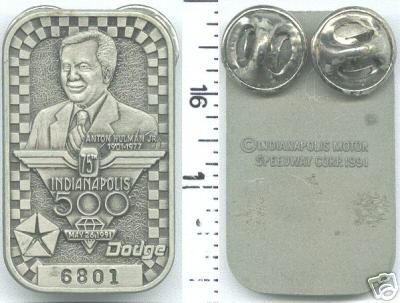 ANTON HULMAN JR.
1901-1977
75TH
INDIANAPOLIS
500
MAY 26, 1991
Dodge
6801
16
1
© INDIANAPOLIS MOTOR
SPEEDWAY CORP. 1991
ebay